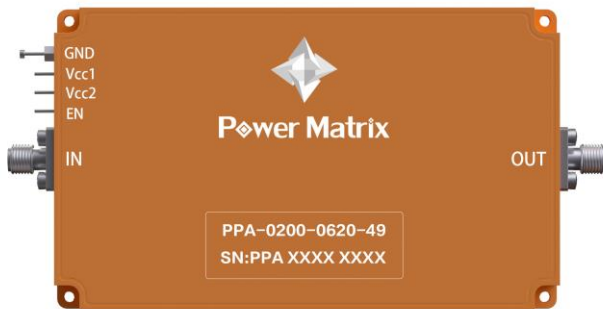 GND
Vcc1
Vcc2
EN
Power Matrix
IN
OUT
PPA-0200-0620-49
SN:PPA XXXX XXXX